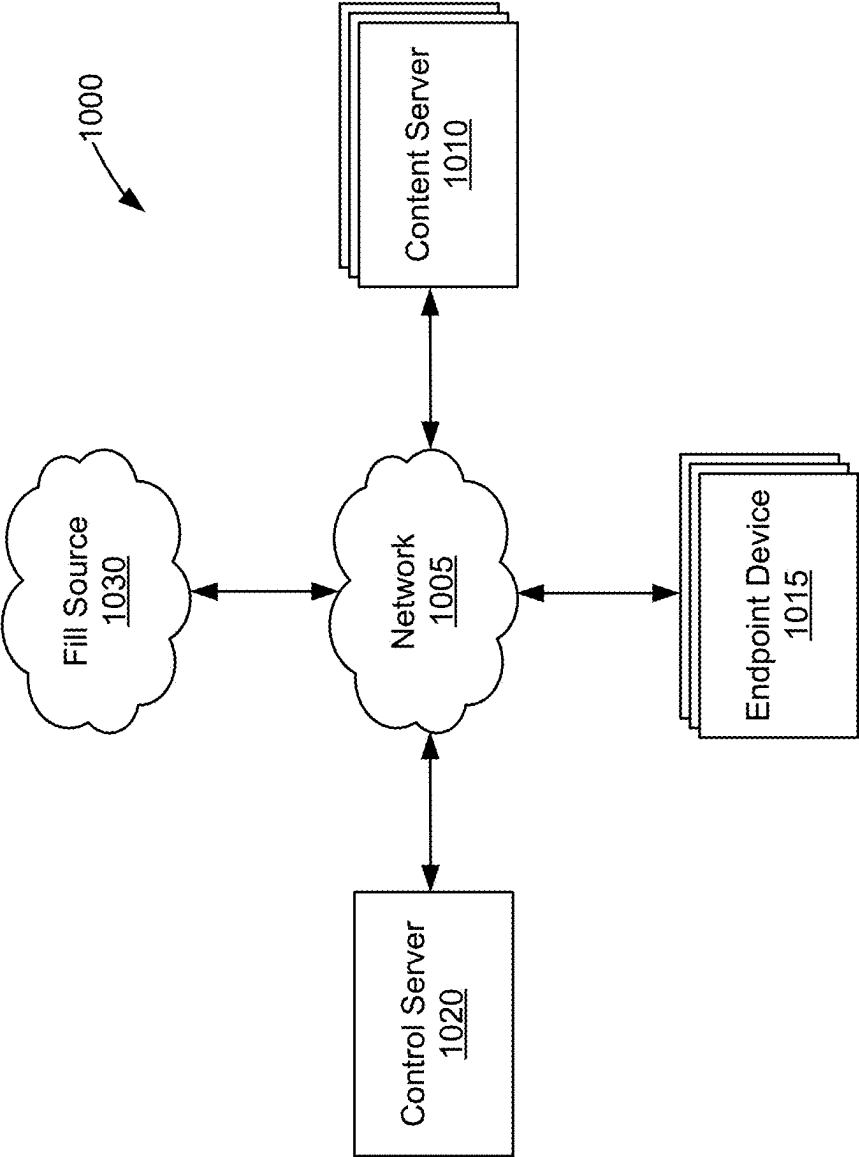 Fill Source
1030
1000
Control Server
1020
Network
1005
Content Server
1010
Endpoint Device
1015